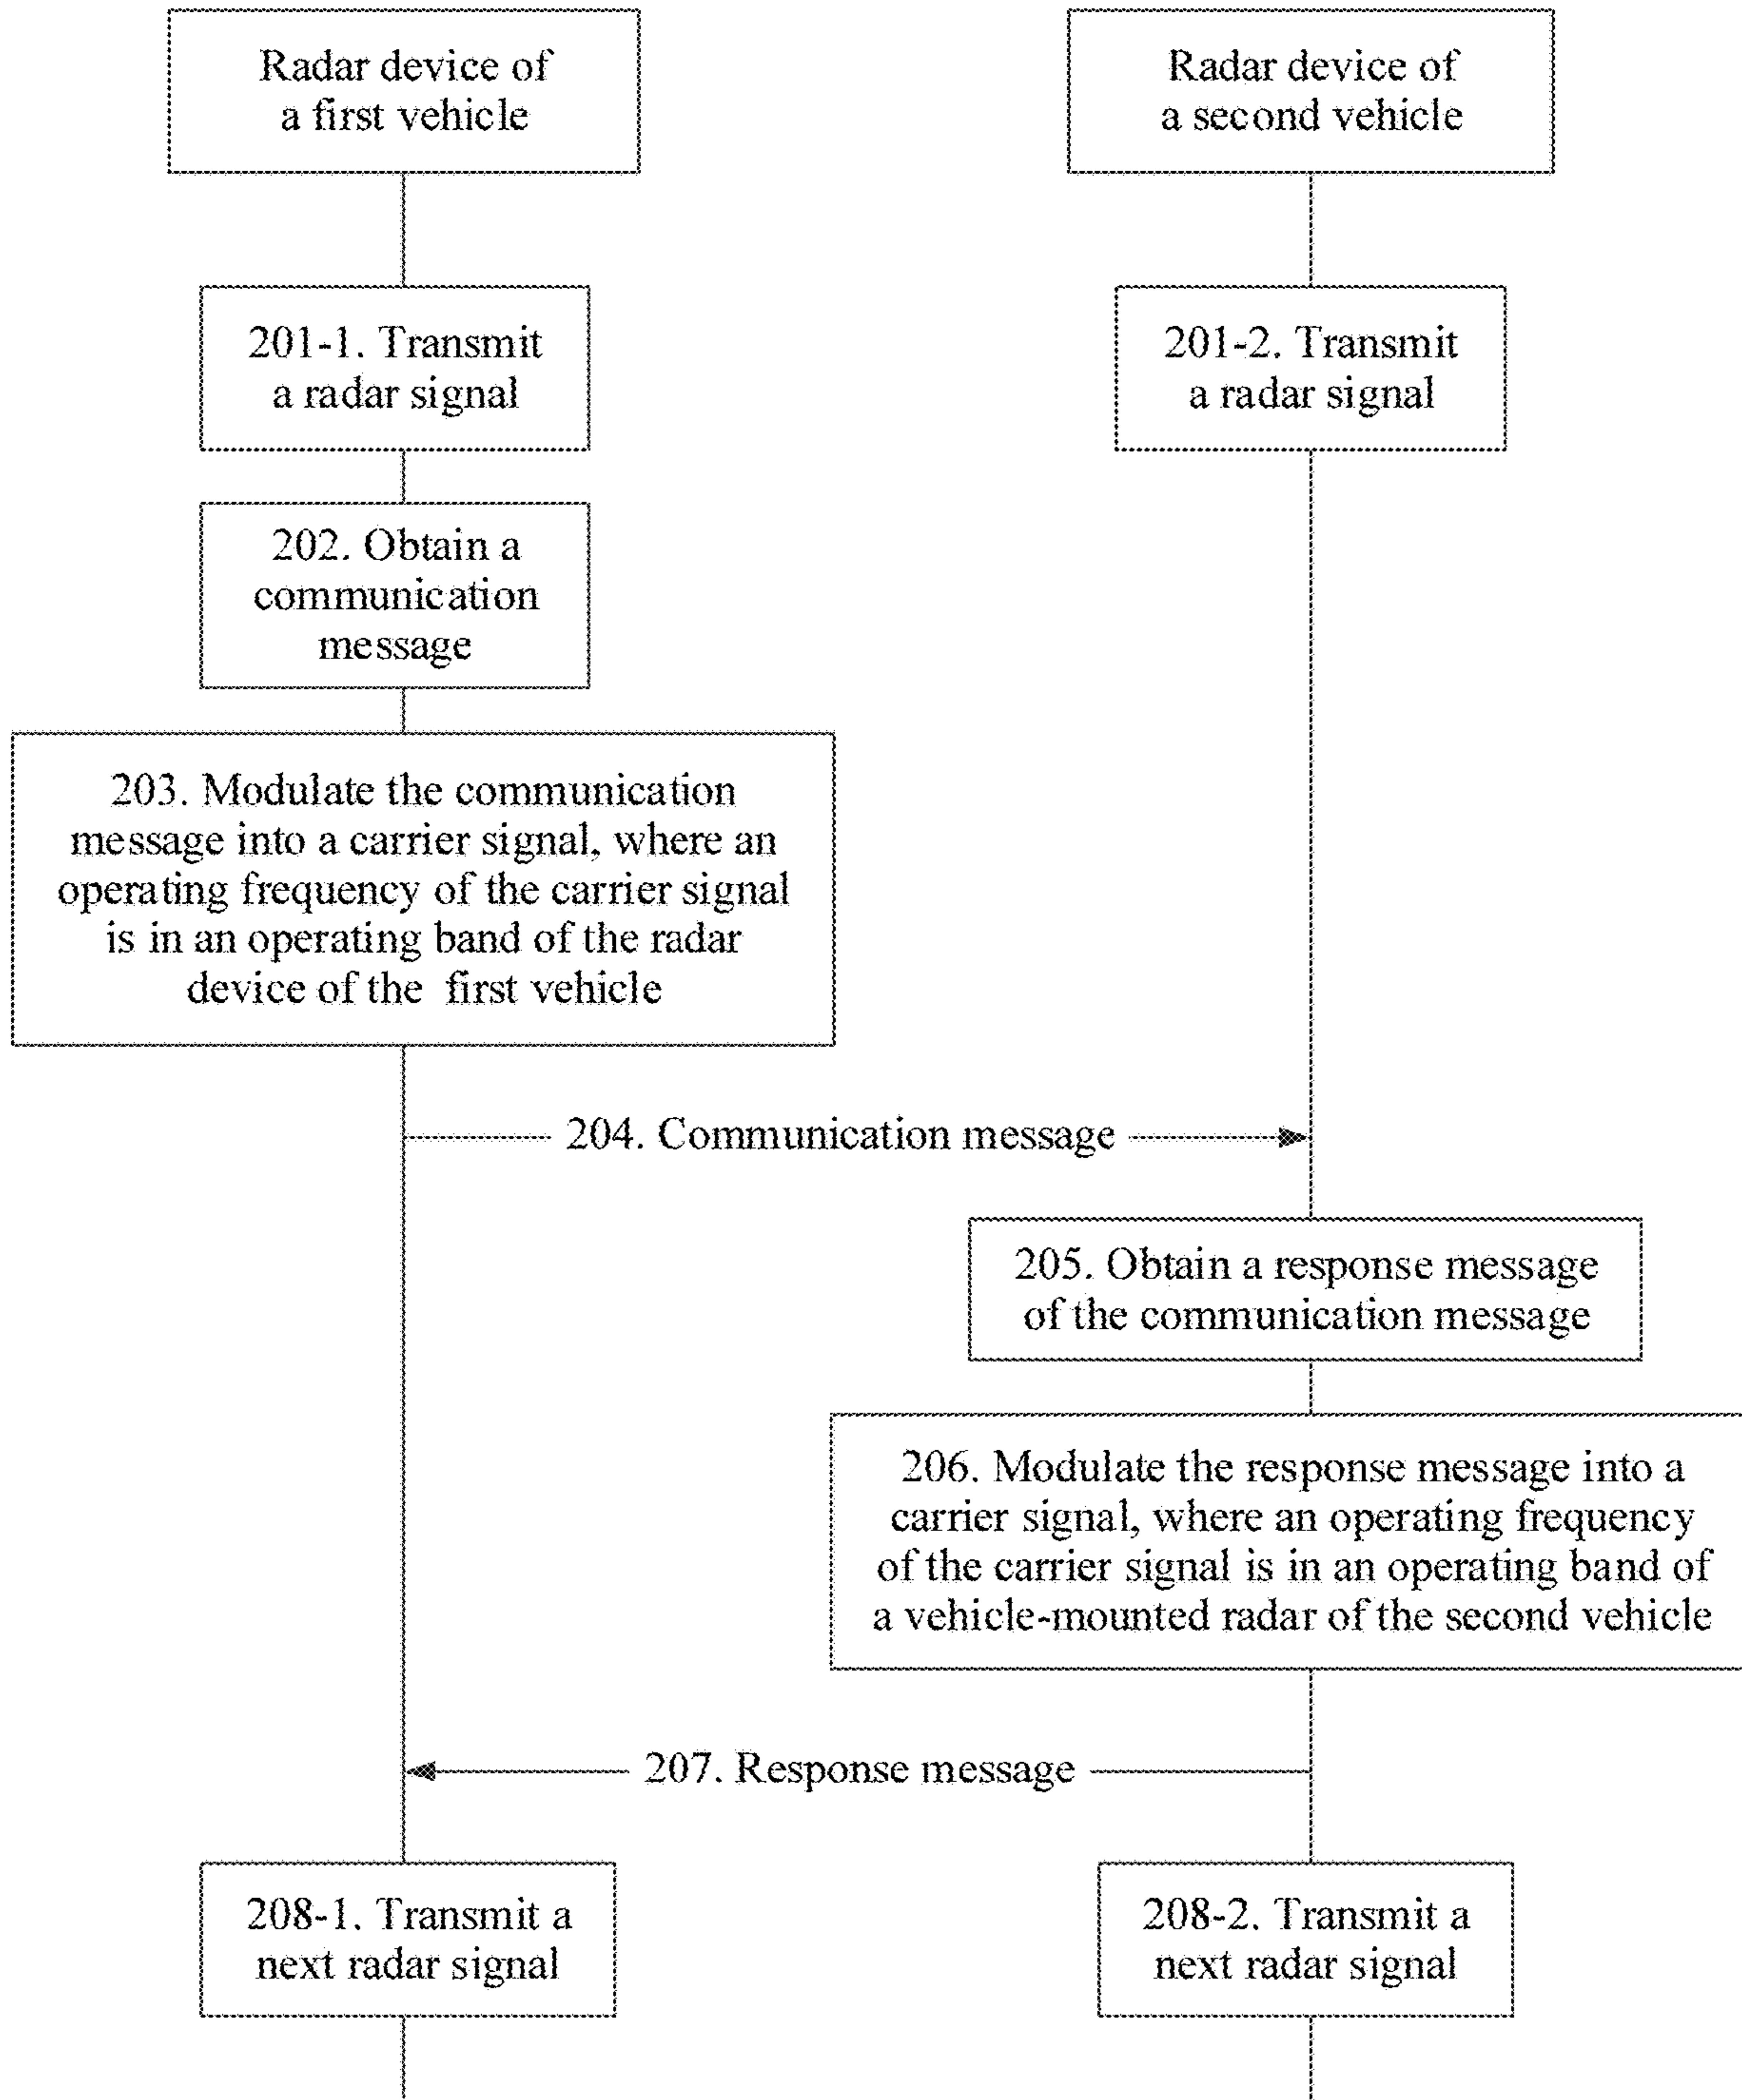 Radar device of
a first vehicle
Radar device of
a second vehicle
201-1. Transmit
a radar signal
201-2. Transmit
a radar signal
202. Obtain a
communication
message
203. Modulate the communication
message into a carrier signal, where an
operating frequency of the carrier signal
is in an operating band of the radar
device of the first vehicle
204. Communication message
205. Obtain a response message
of the communication message
206. Modulate the response message into a
carrier signal, where an operating frequency
of the carrier signal is in an operating band of
a vehicle-mounted radar of the second vehicle
207. Response message
208-1. Transmit a
next radar signal
208-2. Transmit a
next radar signal